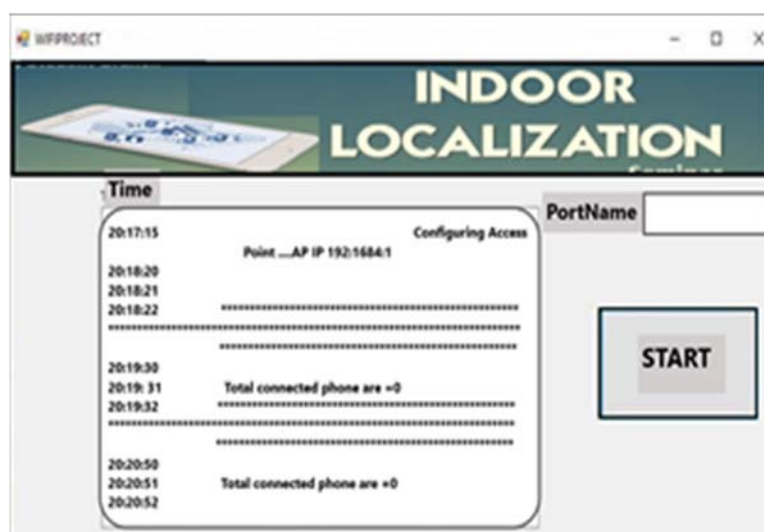 WIFIPROJECT
INDOOR
LOCALIZATION
Seminar
Time
PortName
20:17:15 Configuring Access
Point ....AP IP 192:1684:1
20:18:20
20:18:21
20:18:22 **************************************************
**********************************************************************
**************************************************
20:19:30
20:19: 31 Total connected phone are =0
20:19:32 **************************************************
**********************************************************************
**************************************************
20:20:50
20:20:51 Total connected phone are =0
20:20:52
START